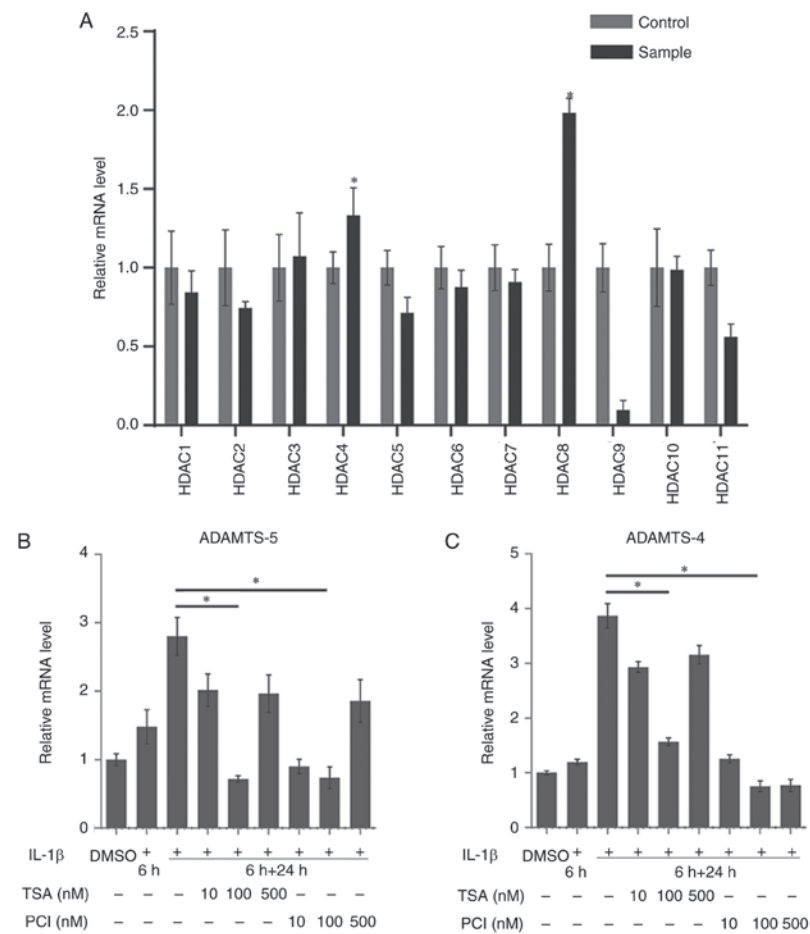 A
Control
Sample
Relative mRNA level
2.5
2.0
1.5
1.0
0.5
0.0
*
*
HDAC1
HDAC2
HDAC3
HDAC4
HDAC5
HDAC6
HDAC7
HDAC8
HDAC9
HDAC10
HDAC11
B
ADAMTS-5
Relative mRNA level
4
3
2
1
0
*
*
IL-1β DMSO + + + + + + + +
6 h 6 h+24 h
TSA (nM) – – – 10 100 500 – – –
PCI (nM) – – – – – – 10 100 500
C
ADAMTS-4
Relative mRNA level
5
4
3
2
1
0
*
*
IL-1β DMSO + + + + + + + +
6 h 6 h+24 h
TSA (nM) – – – 10 100 500 – – –
PCI (nM) – – – – – – 10 100 500